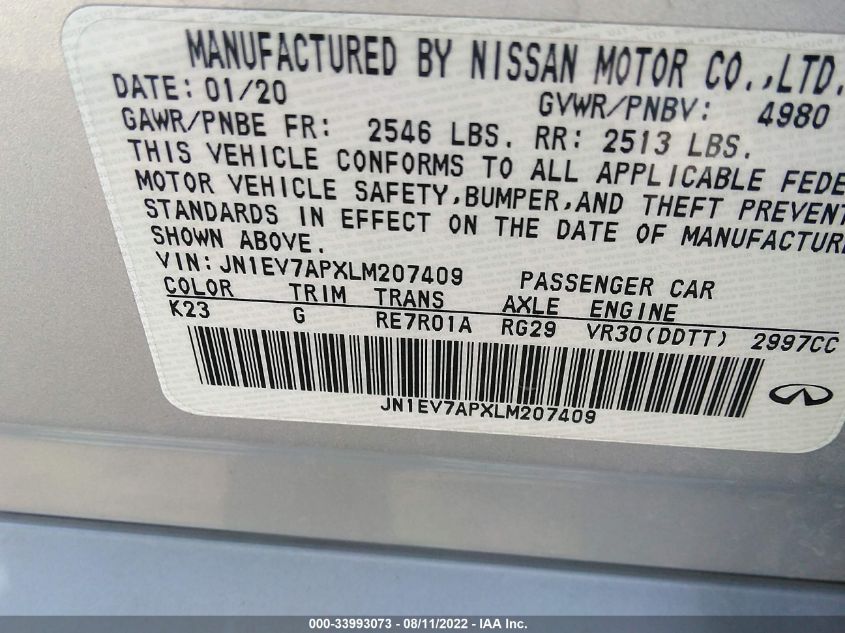 MANUFACTURED BY NISSAN MOTOR CO.,LTD.
DATE: 01/20 GVWR/PNBV: 4980
GAWR/PNBE FR: 2546 LBS. RR: 2513 LBS.
THIS VEHICLE CONFORMS TO ALL APPLICABLE FEDE
MOTOR VEHICLE SAFETY,BUMPER,AND THEFT PREVENT
STANDARDS IN EFFECT ON THE DATE OF MANUFACTURE
SHOWN ABOVE.
VIN: JN1EV7APXLM207409 PASSENGER CAR
COLOR TRIM TRANS AXLE ENGINE
K23 G RE7R01A RG29 VR30(DDTT) 2997CC
JN1EV7APXLM207409
000-33993073 - 08/11/2022 - IAA Inc.